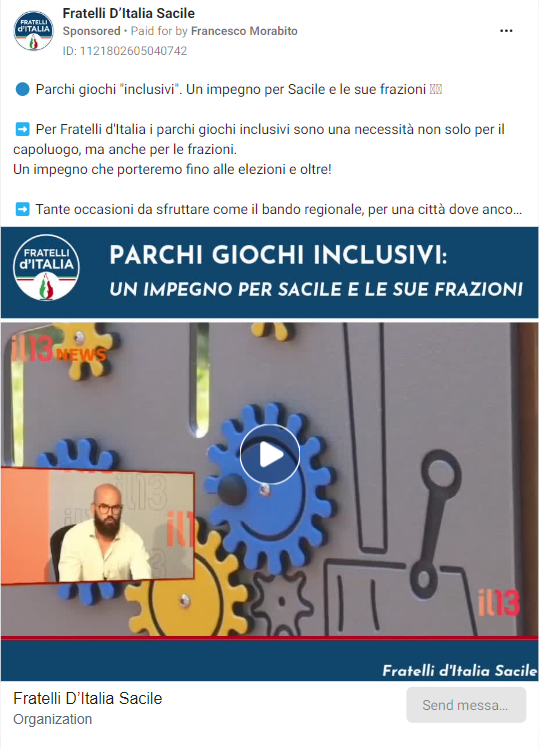 Fratelli D'Italia Sacile
Sponsored • Paid for by Francesco Morabito
ID: 1121802605040742
Parchi giochi "inclusivi". Un impegno per Sacile e le sue frazioni
Per Fratelli d'Italia i parchi giochi inclusivi sono una necessità non solo per il
capoluogo, ma anche per le frazioni.
Un impegno che porteremo fino alle elezioni e oltre!
Tante occasioni da sfruttare come il bando regionale, per una città dove anco...
FRATELLI
d'ITALIA
PARCHI GIOCHI INCLUSIVI:
UN IMPEGNO PER SACILE E LE SUE FRAZIONI
il13 NEWS
il13
il1
il13
Fratelli d'Italia Sacile
Fratelli D'Italia Sacile
Organization
Send messa...